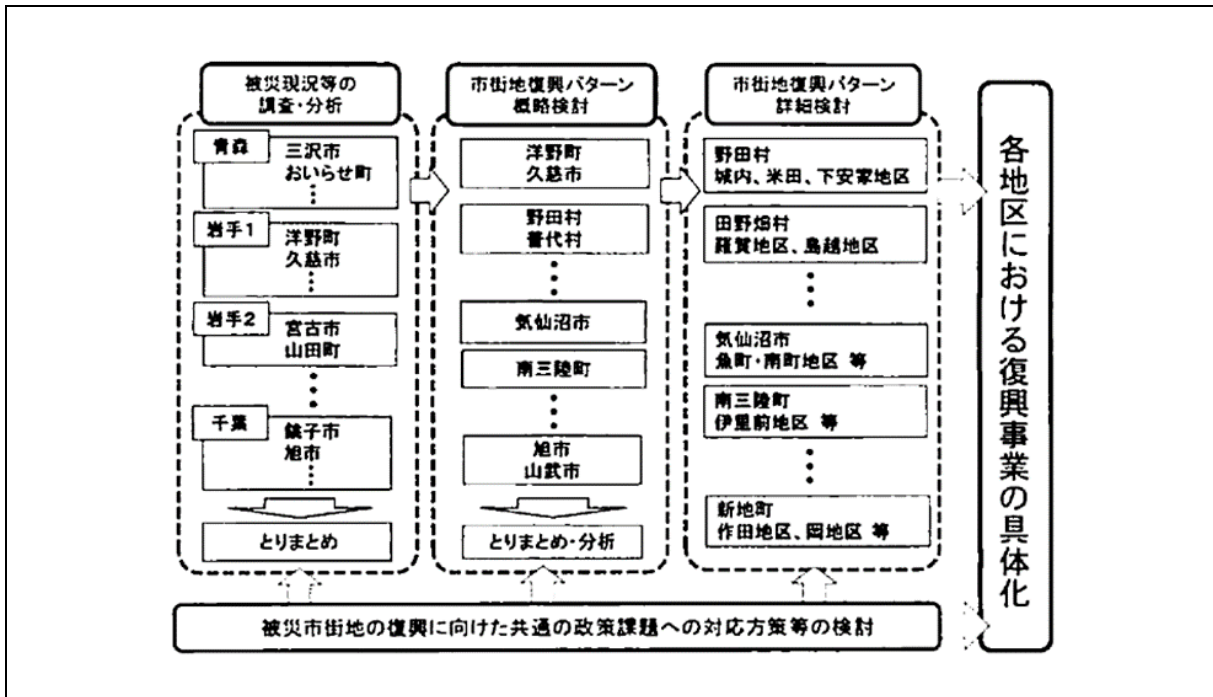 被災現況等の
調査・分析
青森
三沢市
おいらせ町
岩手1
洋野町
久慈市
岩手2
宮古市
山田町
千葉
銚子市
旭市
とりまとめ
市街地復興パターン
概略検討
洋野町
久慈市
野田村
普代村
気仙沼市
南三陸町
旭市
山武市
とりまとめ・分析
市街地復興パターン
詳細検討
野田村
城内、米田、下安家地区
田野畑村
羅賀地区、島越地区
気仙沼市
魚町・南町地区 等
南三陸町
伊里前地区 等
新地町
作田地区、岡地区 等
各地区における復興事業の具体化
被災市街地の復興に向けた共通の政策課題への対応方策等の検討